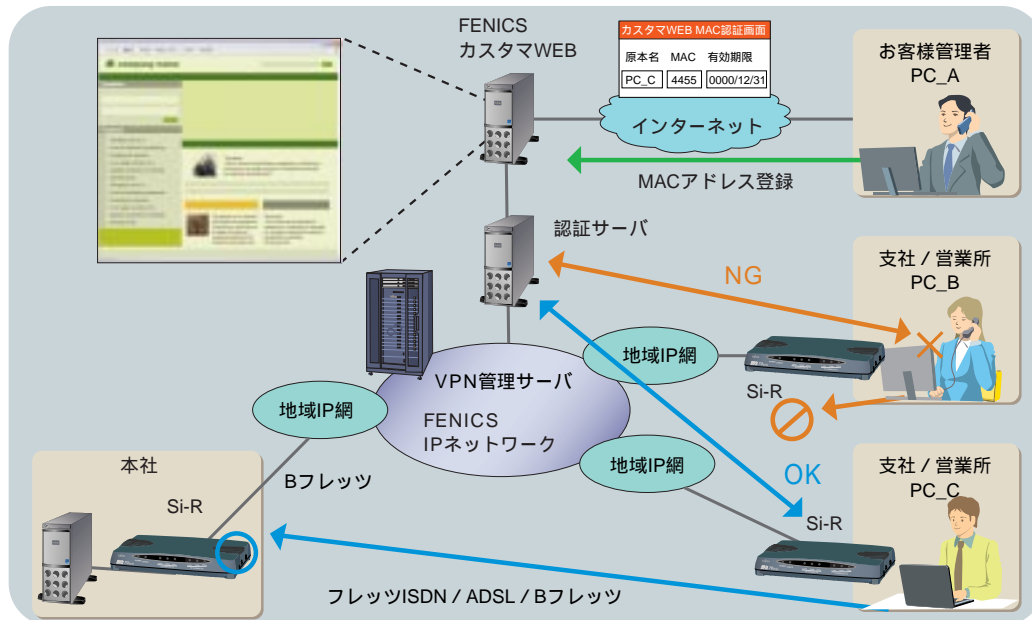 FENICS
カスタマWEB
カスタマWEB MAC認証画面
原本名 MAC 有効期限
PC_C 4455 0000/12/31
お客様管理者
PC_A
インターネット
MACアドレス登録
認証サーバ
NG
支社 / 営業所
PC_B
地域IP網
Si-R
VPN管理サーバ
FENICS
IPネットワーク
地域IP網
地域IP網
OK
支社 / 営業所
PC_C
Si-R
本社
Si-R
Bフレッツ
フレッツISDN / ADSL / Bフレッツ